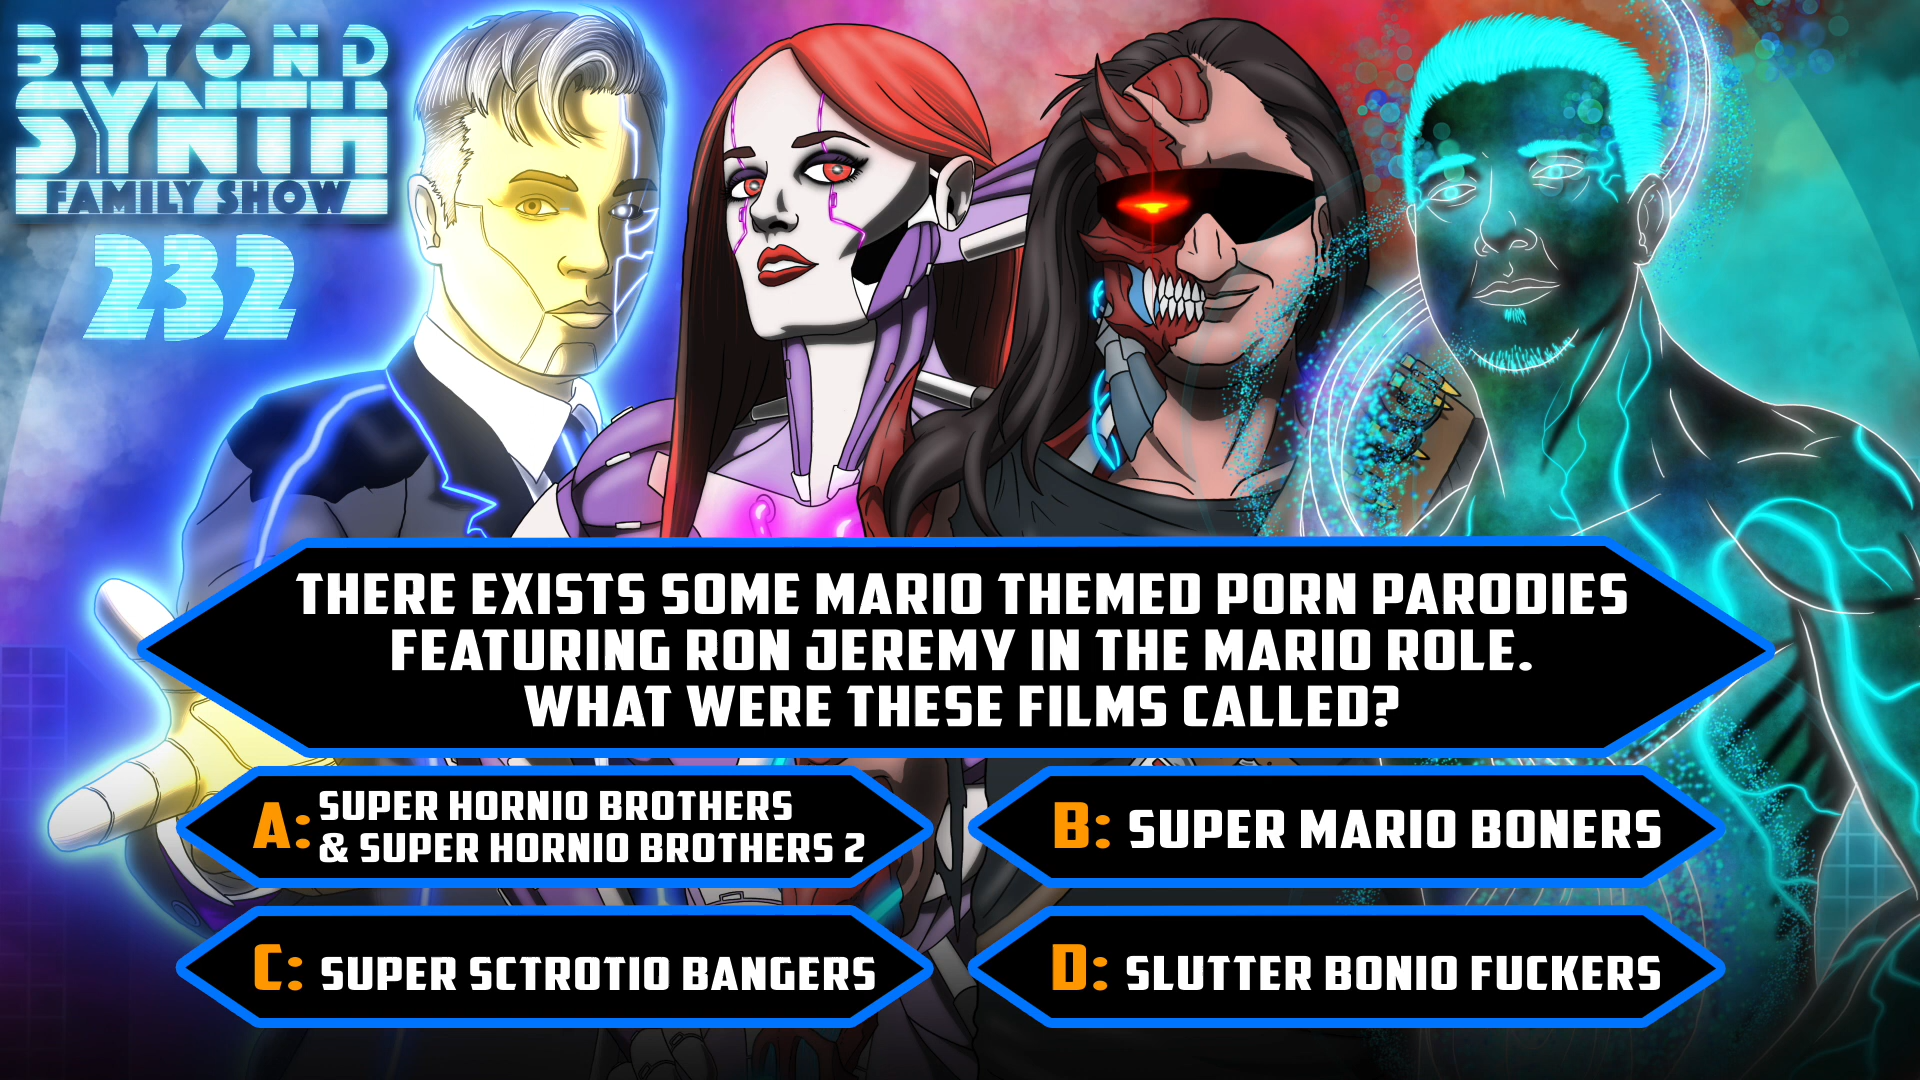 BEYOND
SYNTH
FAMILY SHOW
232
THERE EXISTS SOME MARIO THEMED PORN PARODIES
FEATURING RON JEREMY IN THE MARIO ROLE.
WHAT WERE THESE FILMS CALLED?
A: SUPER HORNIO BROTHERS
& SUPER HORNIO BROTHERS 2
B: SUPER MARIO BONERS
C: SUPER SCTROTIO BANGERS
D: SLUTTER BONIO FUCKERS